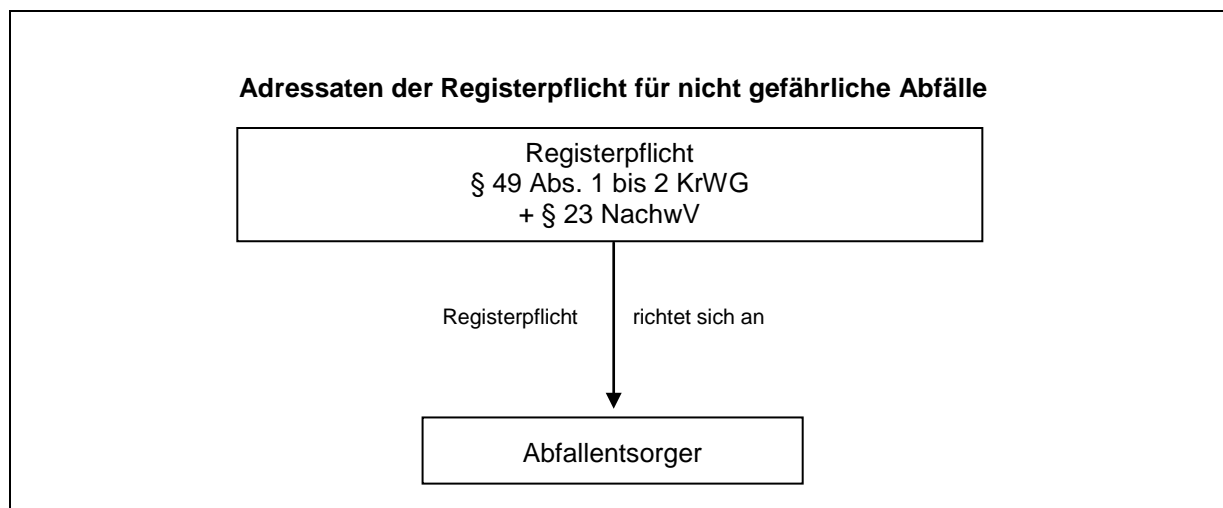 Adressaten der Registerpflicht für nicht gefährliche Abfälle
Registerpflicht
§ 49 Abs. 1 bis 2 KrWG
+ § 23 NachwV
Registerpflicht richtet sich an
Abfallentsorger